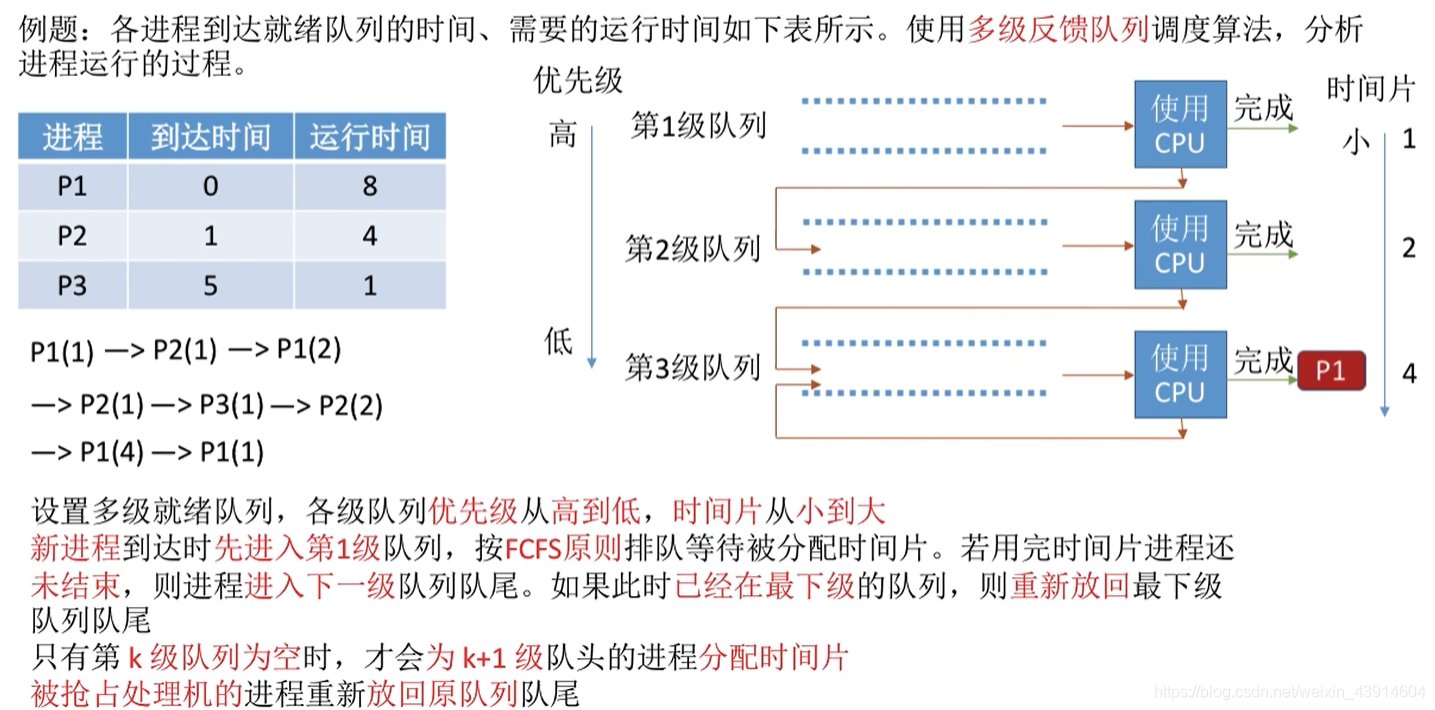 例题：各进程到达就绪队列的时间、需要的运行时间如下表所示。使用多级反馈队列调度算法，分析
进程运行的过程。
进程 到达时间 运行时间
P1 0 8
P2 1 4
P3 5 1
P1(1) —> P2(1) —> P1(2)
—> P2(1) —> P3(1) —> P2(2)
—> P1(4) —> P1(1)
优先级
高
低
第1级队列
使用
CPU
完成
第2级队列
使用
CPU
完成
第3级队列
使用
CPU
完成
P1
时间片
小
1
2
4
设置多级就绪队列，各级队列优先级从高到低，时间片从小到大
新进程到达时先进入第1级队列，按FCFS原则排队等待被分配时间片。若用完时间片进程还
未结束，则进程进入下一级队列队尾。如果此时已经在最下级的队列，则重新放回最下级
队列队尾
只有第 k 级队列为空时，才会为 k+1 级队头的进程分配时间片
被抢占处理机的进程重新放回原队列队尾
https://blog.csdn.net/weixin_43914604